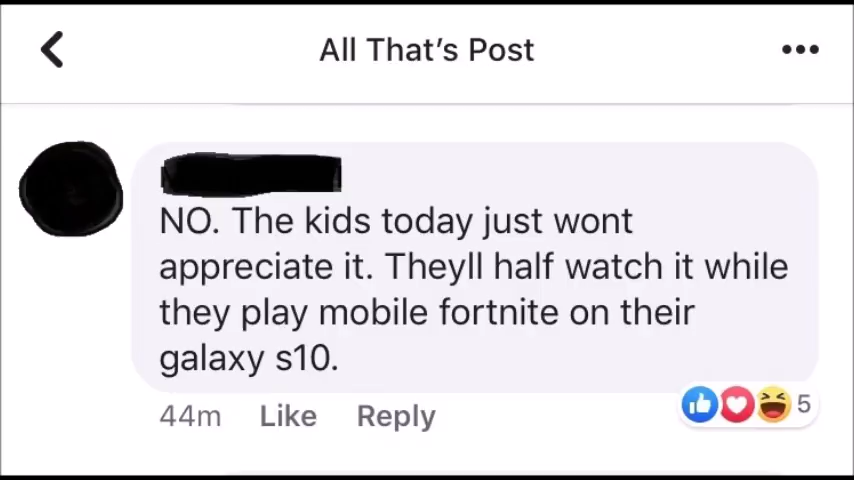 All That’s Post
NO. The kids today just wont
appreciate it. Theyll half watch it while
they play mobile fortnite on their
galaxy s10.
44m Like Reply 5